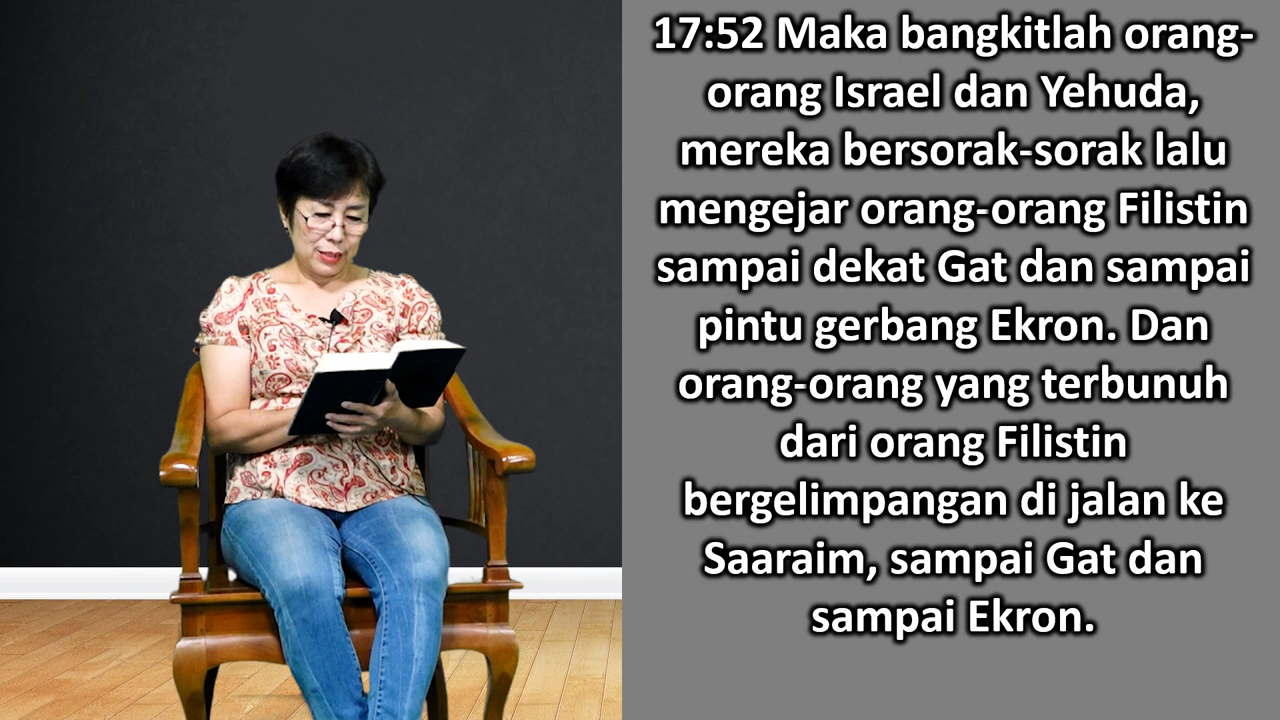 17:52 Maka bangkitlah orang-
orang Israel dan Yehuda,
mereka bersorak-sorak lalu
mengejar orang-orang Filistin
sampai dekat Gat dan sampai
pintu gerbang Ekron. Dan
orang-orang yang terbunuh
dari orang Filistin
bergelimpangan di jalan ke
Saaraim, sampai Gat dan
sampai Ekron.